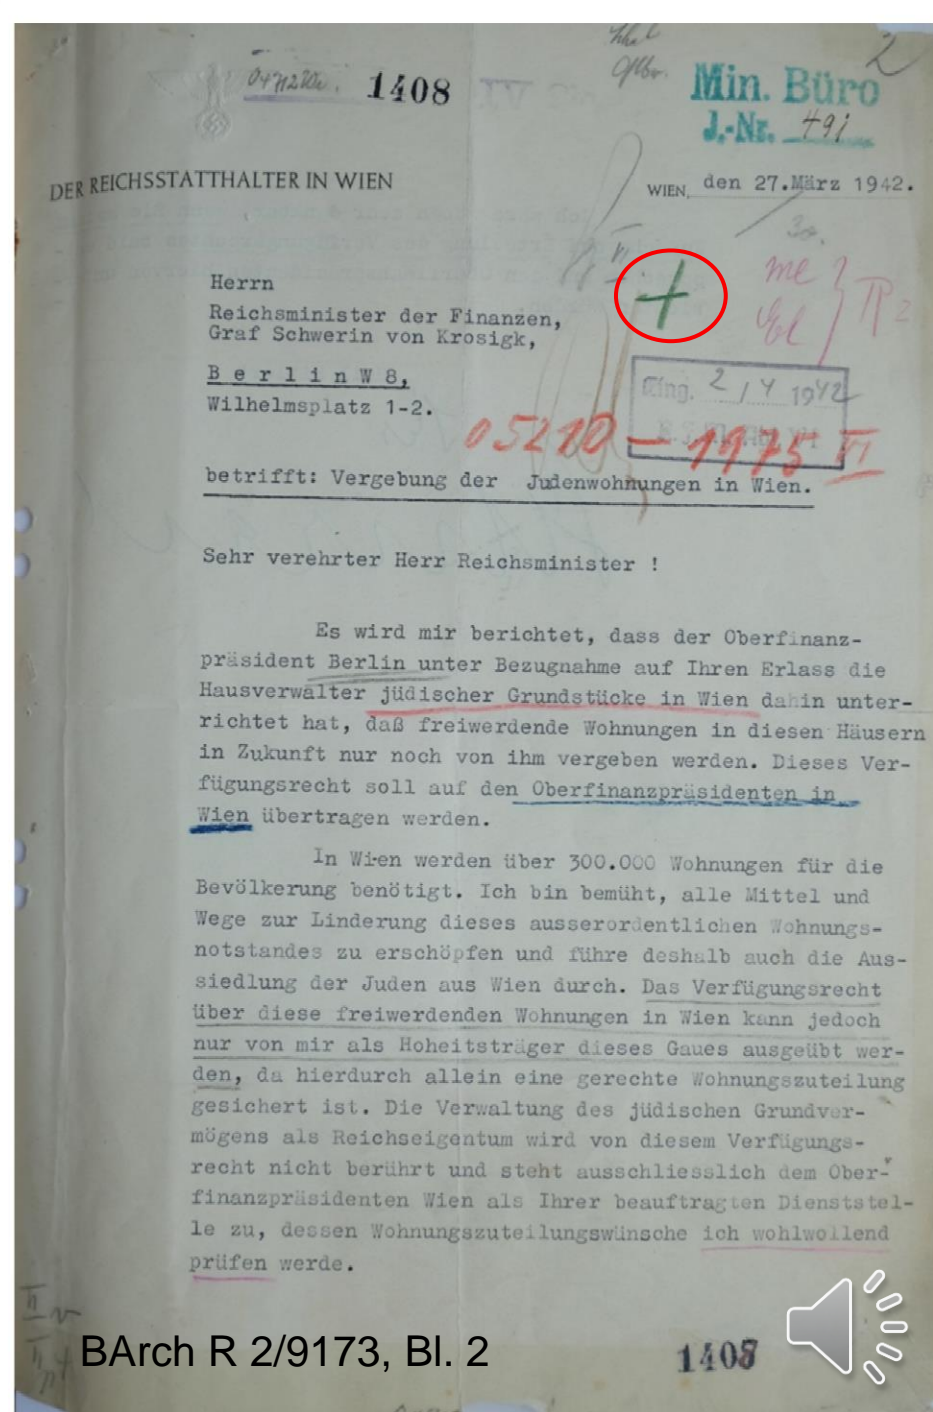 2
1408
Min. Büro
J.-Nr. 491
DER REICHSSTATTHALTER IN WIEN
WIEN, den 27.März 1942.
30.
VI
me
Herrn
Reichsminister der Finanzen,
Graf Schwerin von Krosigk,
B e r l i n W 8,
Wilhelmsplatz 1-2.
Eing. 2/4 1942
05210 - 1975 VI
betrifft: Vergebung der Judenwohnungen in Wien.
Sehr verehrter Herr Reichsminister !
Es wird mir berichtet, dass der Oberfinanz-
präsident Berlin unter Bezugnahme auf Ihren Erlass die
Hausverwalter jüdischer Grundstücke in Wien dahin unter-
richtet hat, daß freiwerdende Wohnungen in diesen Häusern
in Zukunft nur noch von ihm vergeben werden. Dieses Ver-
fügungsrecht soll auf den Oberfinanzpräsidenten in
Wien übertragen werden.
In Wien werden über 300.000 Wohnungen für die
Bevölkerung benötigt. Ich bin bemüht, alle Mittel und
Wege zur Linderung dieses ausserordentlichen Wohnungs-
notstandes zu erschöpfen und führe deshalb auch die Aus-
siedlung der Juden aus Wien durch. Das Verfügungsrecht
über diese freiwerdenden Wohnungen in Wien kann jedoch
nur von mir als Hoheitsträger dieses Gaues ausgeübt wer-
den, da hierdurch allein eine gerechte Wohnungszuteilung
gesichert ist. Die Verwaltung des jüdischen Grundver-
mögens als Reichseigentum wird von diesem Verfügungs-
recht nicht berührt und steht ausschliesslich dem Ober-
finanzpräsidenten Wien als Ihrer beauftragten Dienststel-
le zu, dessen Wohnungszuteilungswünsche ich wohlwollend
prüfen werde.
BArch R 2/9173, Bl. 2
1408